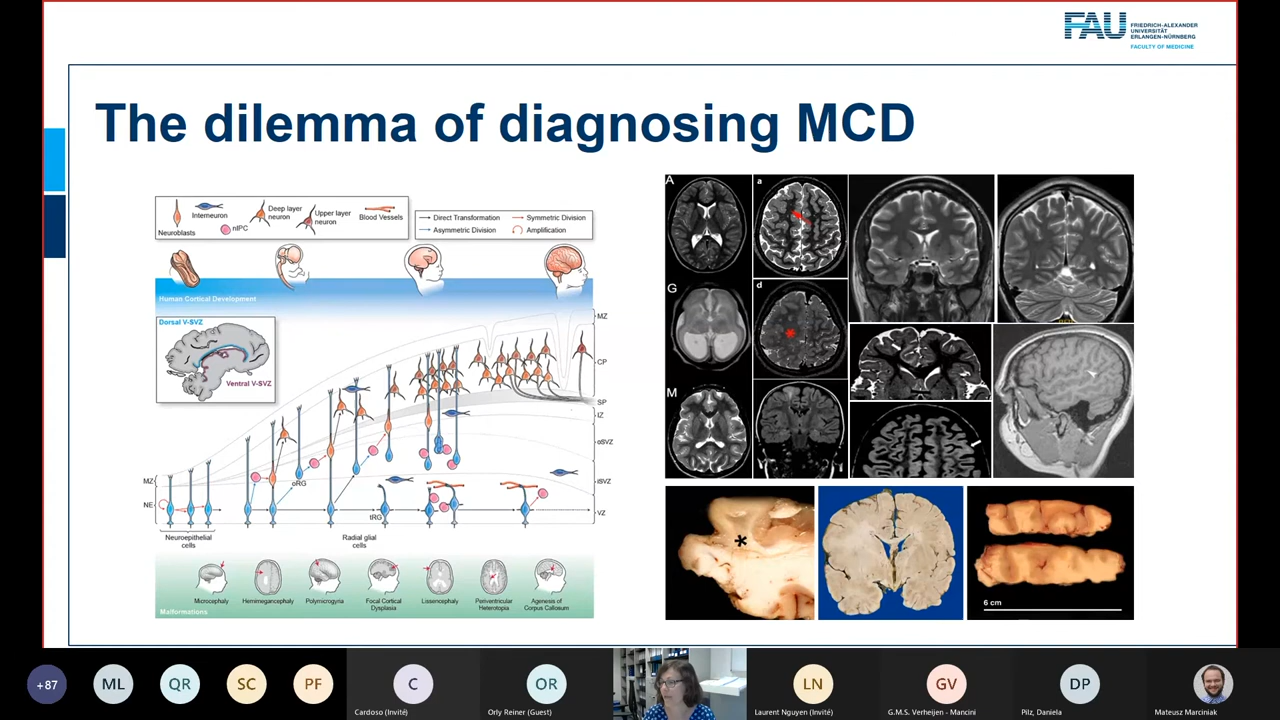 FAU
FRIEDRICH-ALEXANDER
UNIVERSITÄT
ERLANGEN-NÜRNBERG
FACULTY OF MEDICINE
The dilemma of diagnosing MCD
Neuroblasts
Interneuron
nIPC
Deep layer
neuron
Upper layer
neuron
Blood Vessels
Direct Transformation
Symmetric Division
Asymmetric Division
Amplification
Human Cortical Development
Dorsal V-SVZ
Ventral V-SVZ
MZ
CP
SP
IZ
oSVZ
iSVZ
VZ
MZ
NE
oRG
tRG
Neuroepithelial
cells
Radial glial
cells
Microcephaly
Hemimegancephaly
Polymicrogyria
Focal Cortical
Dysplasia
Lissencephaly
Periventricular
Heterotopia
Agenesis of
Corpus Callosum
Malformations
A
a
G
d
*
M
*
6 cm
+87
ML
QR
SC
PF
C
Cardoso (Invité)
OR
Orly Reiner (Guest)
LN
Laurent Nguyen (Invité)
GV
G.M.S. Verheijen - Mancini
DP
Pilz, Daniela
Mateusz Marciniak